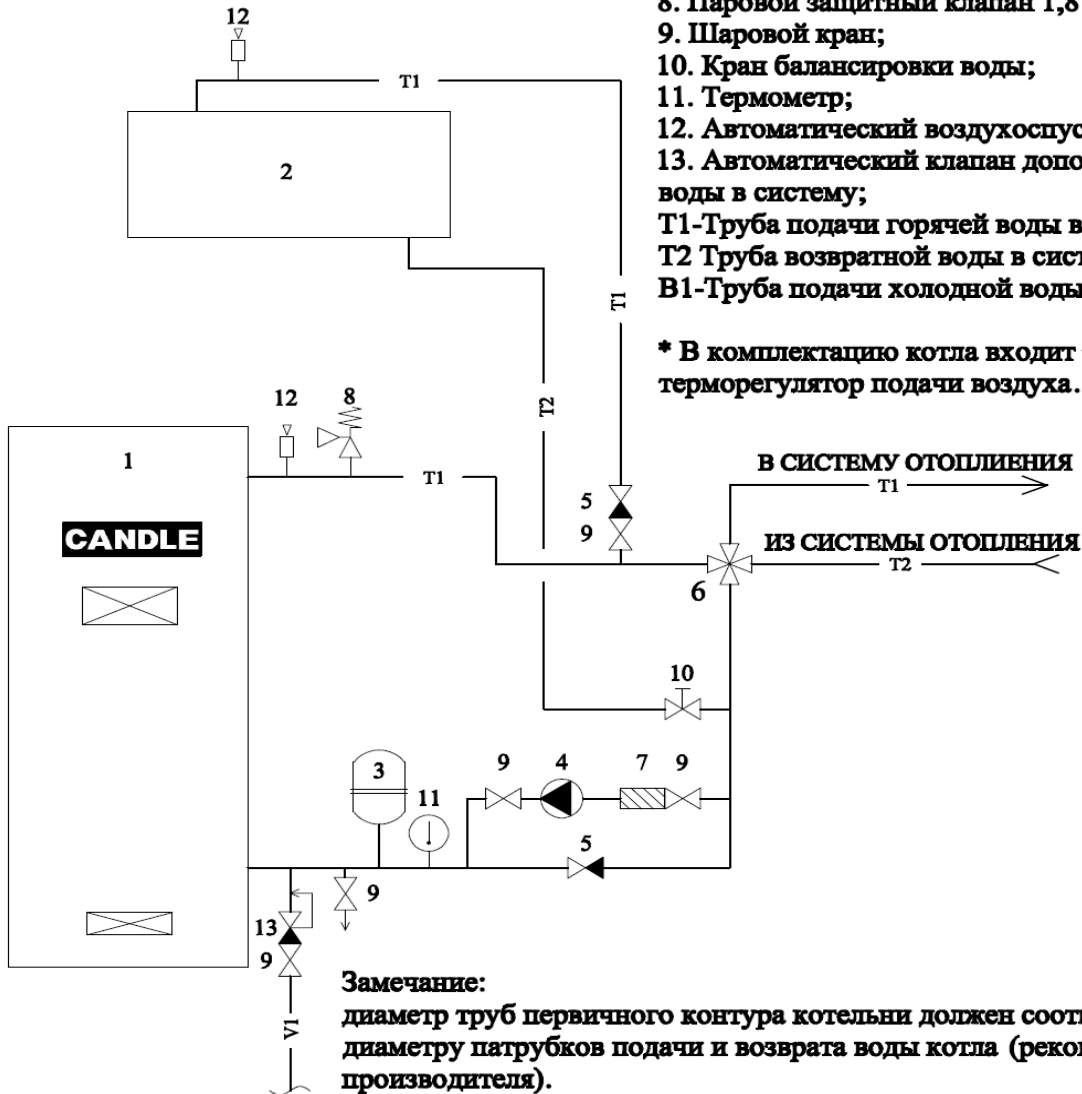 8. Паровой защитный клапан 1,8
9. Шаровой кран;
10. Кран балансировки воды;
11. Термометр;
12. Автоматический воздухоспус
13. Автоматический клапан допо
воды в систему;
Т1-Труба подачи горячей воды в
Т2 Труба возвратной воды в сист
В1-Труба подачи холодной воды
* В комплектацию котла входит
терморегулятор подачи воздуха.
12
T1
2
T1
T2
12
8
1
T1
CANDLE
5
9
В СИСТЕМУ ОТОПЛИЕНИЯ
T1
ИЗ СИСТЕМЫ ОТОПЛЕНИЯ
T2
6
10
3
11
9
4
7
9
5
9
13
9
V1
Замечание:
диаметр труб первичного контура котельни должен соотв
диаметру патрубков подачи и возврата воды котла (реко
производителя).